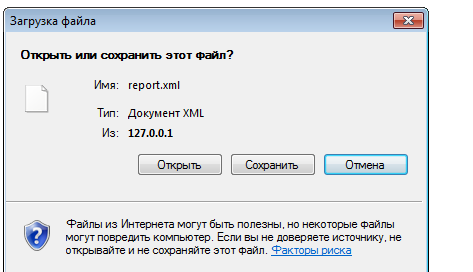 Загрузка файла
Открыть или сохранить этот файл?
Имя: report.xml
Тип: Документ XML
Из: 127.0.0.1
Открыть Сохранить Отмена
Файлы из Интернета могут быть полезны, но некоторые файлы
могут повредить компьютер. Если вы не доверяете источнику, не
открывайте и не сохраняйте этот файл. Факторы риска